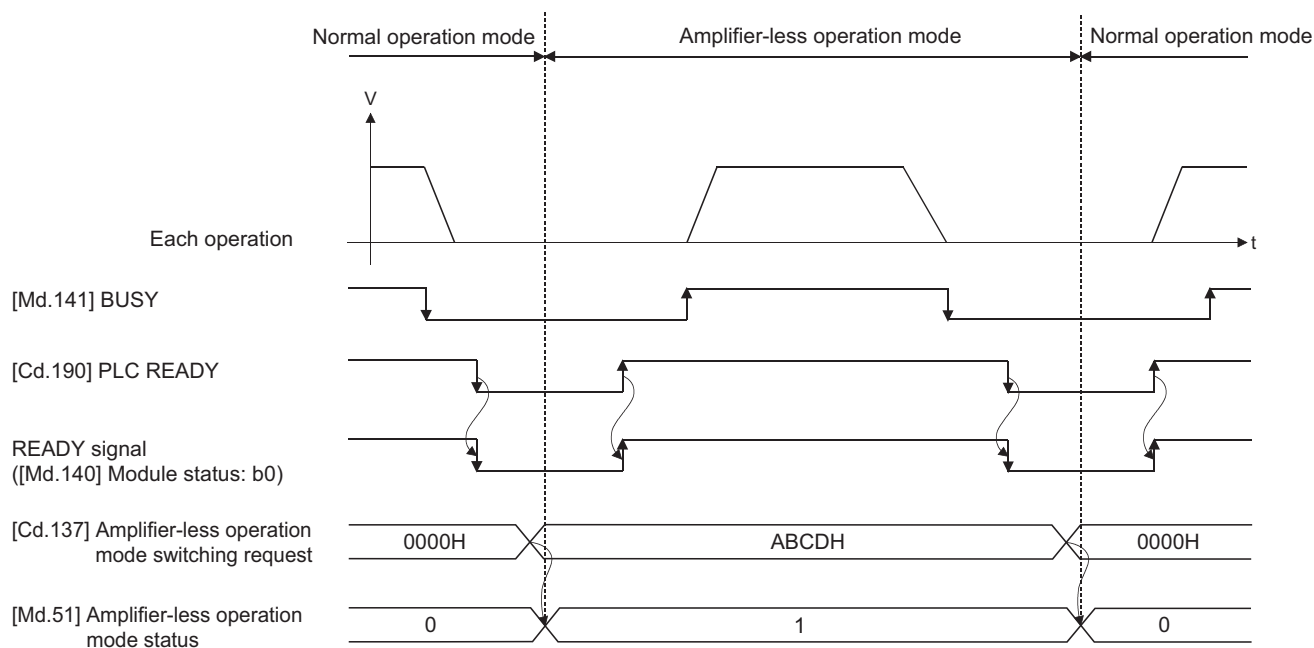 Normal operation mode
Amplifier-less operation mode
Normal operation mode
V
Each operation
t
[Md.141] BUSY
[Cd.190] PLC READY
READY signal
([Md.140] Module status: b0)
[Cd.137] Amplifier-less operation
mode switching request
0000H
ABCDH
0000H
[Md.51] Amplifier-less operation
mode status
0
1
0